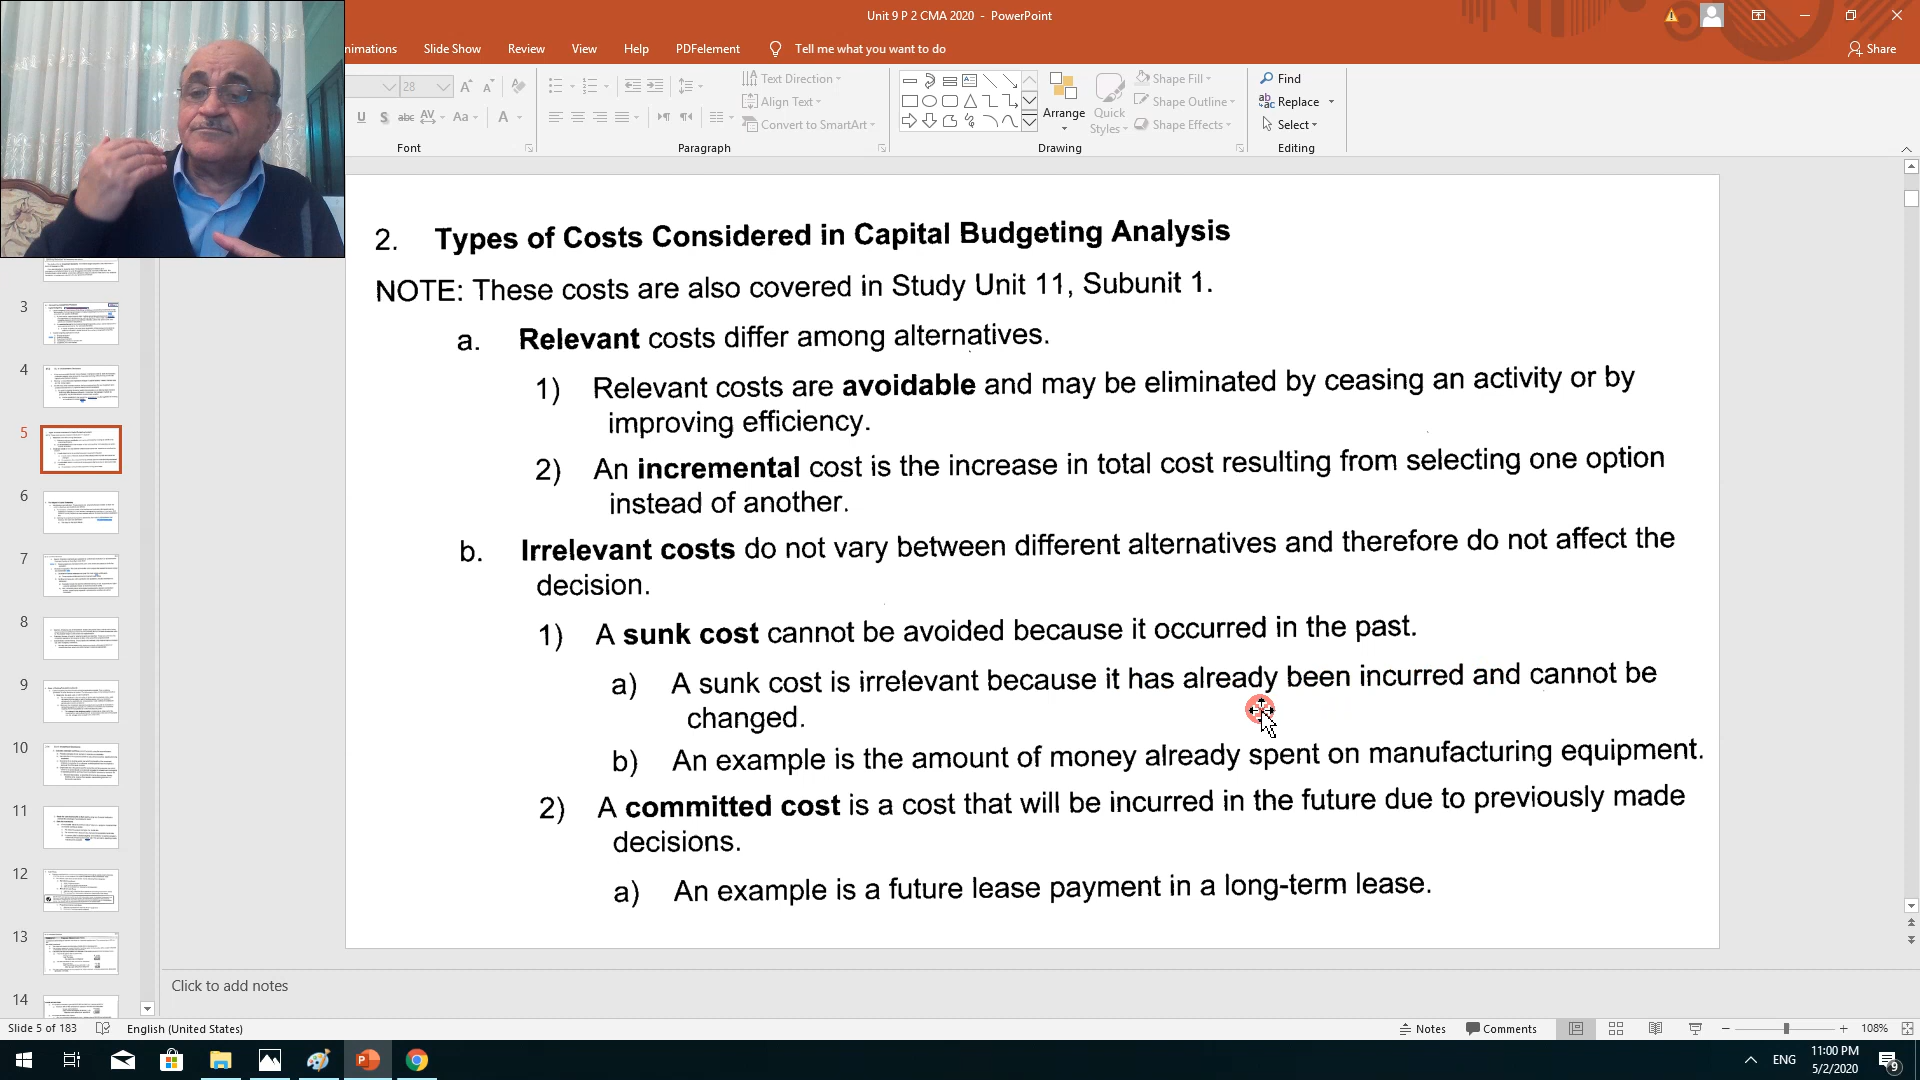 Unit 9 P 2 CMA 2020 - PowerPoint
nimations Slide Show Review View Help PDFelement Tell me what you want to do Share
28
Text Direction
Align Text
Convert to SmartArt
Arrange
Quick Styles
Shape Fill
Shape Outline
Shape Effects
Find
Replace
Select
Font Paragraph Drawing Editing
2. Types of Costs Considered in Capital Budgeting Analysis
NOTE: These costs are also covered in Study Unit 11, Subunit 1.
a. Relevant costs differ among alternatives.
1) Relevant costs are avoidable and may be eliminated by ceasing an activity or by
improving efficiency.
2) An incremental cost is the increase in total cost resulting from selecting one option
instead of another.
b. Irrelevant costs do not vary between different alternatives and therefore do not affect the
decision.
1) A sunk cost cannot be avoided because it occurred in the past.
a) A sunk cost is irrelevant because it has already been incurred and cannot be
changed.
b) An example is the amount of money already spent on manufacturing equipment.
2) A committed cost is a cost that will be incurred in the future due to previously made
decisions.
a) An example is a future lease payment in a long-term lease.
3
4
5
6
7
8
9
10
11
12
13
14
Click to add notes
Slide 5 of 183 English (United States) Notes Comments 108%
ENG
11:00 PM
5/2/2020
9